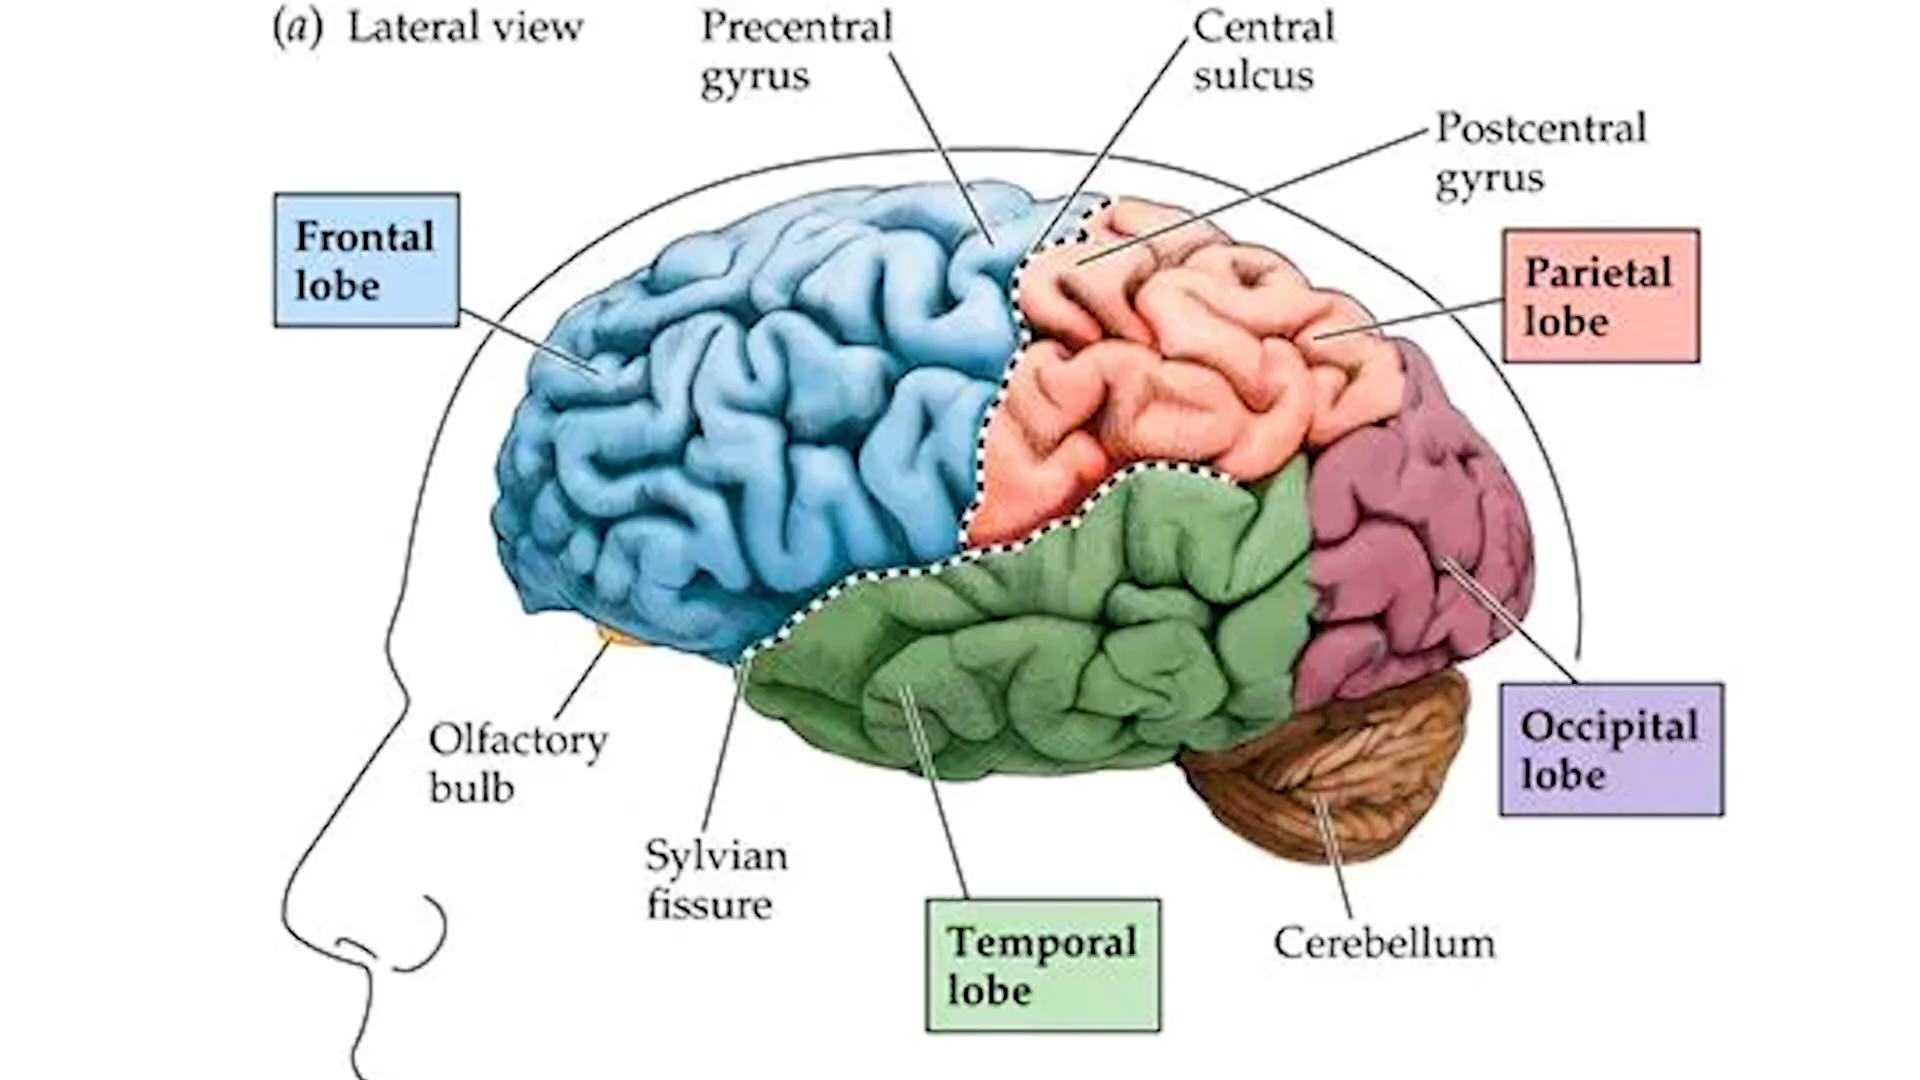 (a) Lateral view
Precentral
gyrus
Central
sulcus
Postcentral
gyrus
Frontal
lobe
Parietal
lobe
Olfactory
bulb
Sylvian
fissure
Temporal
lobe
Occipital
lobe
Cerebellum